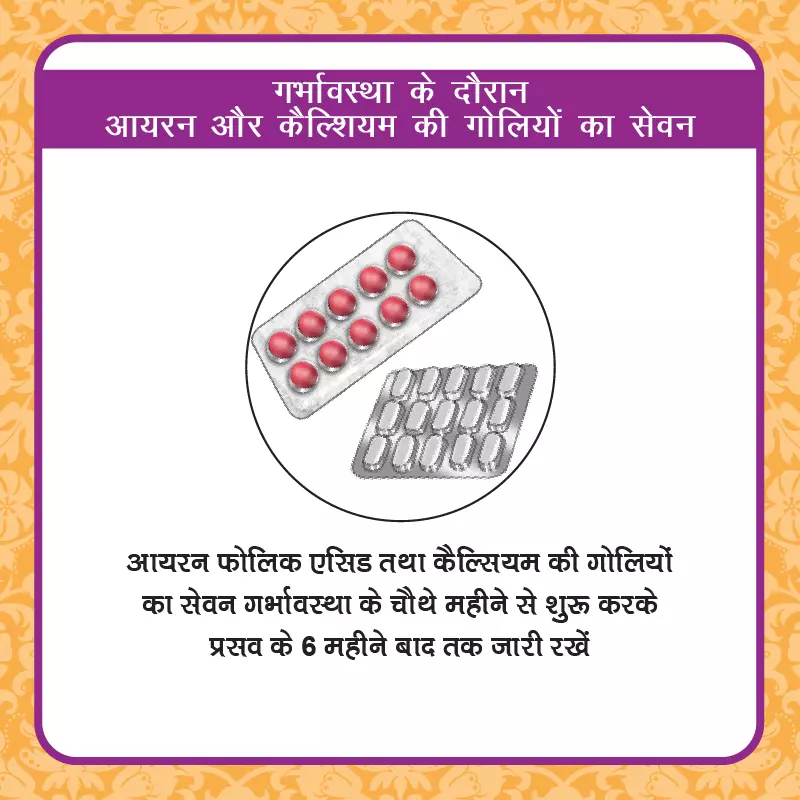 गर्भावस्था के दौरान
आयरन और कैल्शियम की गोलियों का सेवन
आयरन फोलिक एसिड तथा कैल्सियम की गोलियों
का सेवन गर्भावस्था के चौथे महीने से शुरू करके
प्रसव के 6 महीने बाद तक जारी रखें